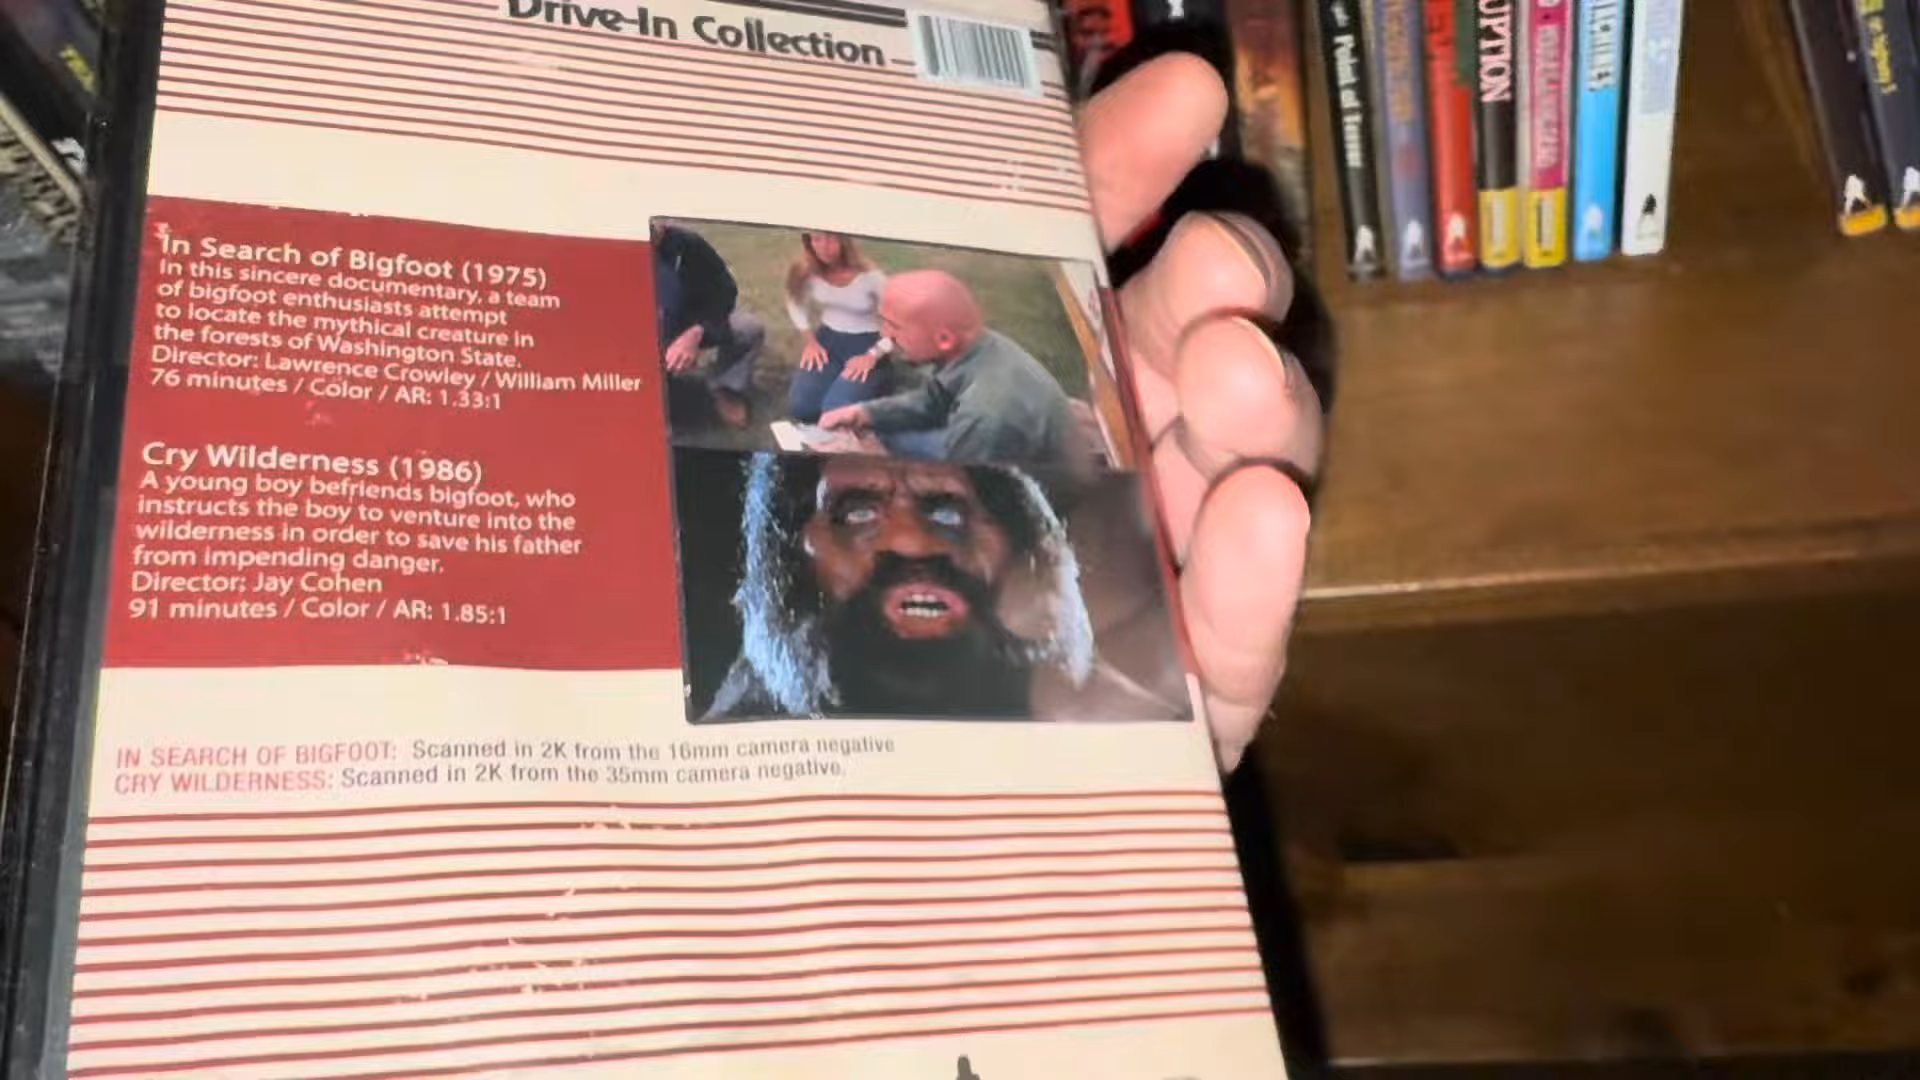 Drive-In Collection
In Search of Bigfoot (1975)
In this sincere documentary, a team
of bigfoot enthusiasts attempt
to locate the mythical creature in
the forests of Washington State.
Director: Lawrence Crowley / William Miller
76 minutes / Color / AR: 1.33:1
Cry Wilderness (1986)
A young boy befriends bigfoot, who
instructs the boy to venture into the
wilderness in order to save his father
from impending danger.
Director: Jay Cohen
91 minutes / Color / AR: 1.85:1
IN SEARCH OF BIGFOOT: Scanned in 2K from the 16mm camera negative
CRY WILDERNESS: Scanned in 2K from the 35mm camera negative.
Point of Terror